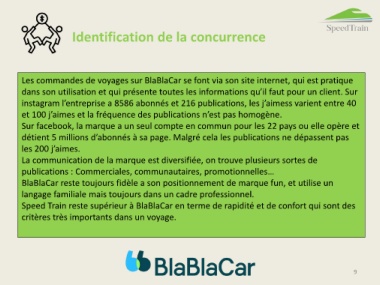 Identification de la concurrence
SpeedTrain
Les commandes de voyages sur BlaBlaCar se font via son site internet, qui est pratique
dans son utilisation et qui présente toutes les informations qu'il faut pour un client. Sur
instagram l'entreprise a 8586 abonnés et 216 publications, les j'aimess varient entre 40
et 100 j'aimes et la fréquence des publications n'est pas homogène.
Sur facebook, la marque a un seul compte en commun pour les 22 pays ou elle opère et
détient 5 millions d'abonnés à sa page. Malgré cela les publications ne dépassent pas
les 200 j'aimes.
La communication de la marque est diversifiée, on trouve plusieurs sortes de
publications : Commerciales, communautaires, promotionnelles...
BlaBlaCar reste toujours fidèle a son positionnement de marque fun, et utilise un
langage familiale mais toujours dans un cadre professionnel.
Speed Train reste supérieur à BlaBlaCar en terme de rapidité et de confort qui sont des
critères très importants dans un voyage.
BlaBlaCar
9